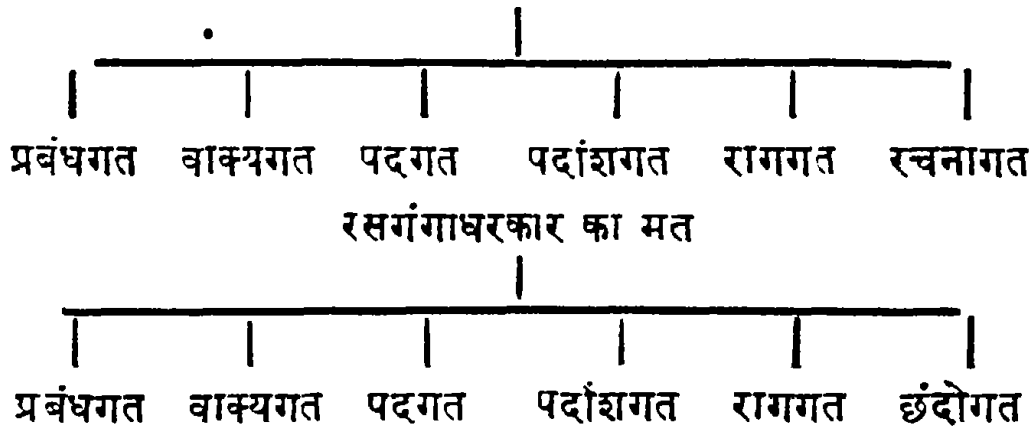 प्रबंधगत वाक्यगत पदगत पदांशगत रागगत रचनागत
रसगंगाधरकार का मत
प्रबंधगत वाक्यगत पदगत पदांशगत रागगत छंदोगत